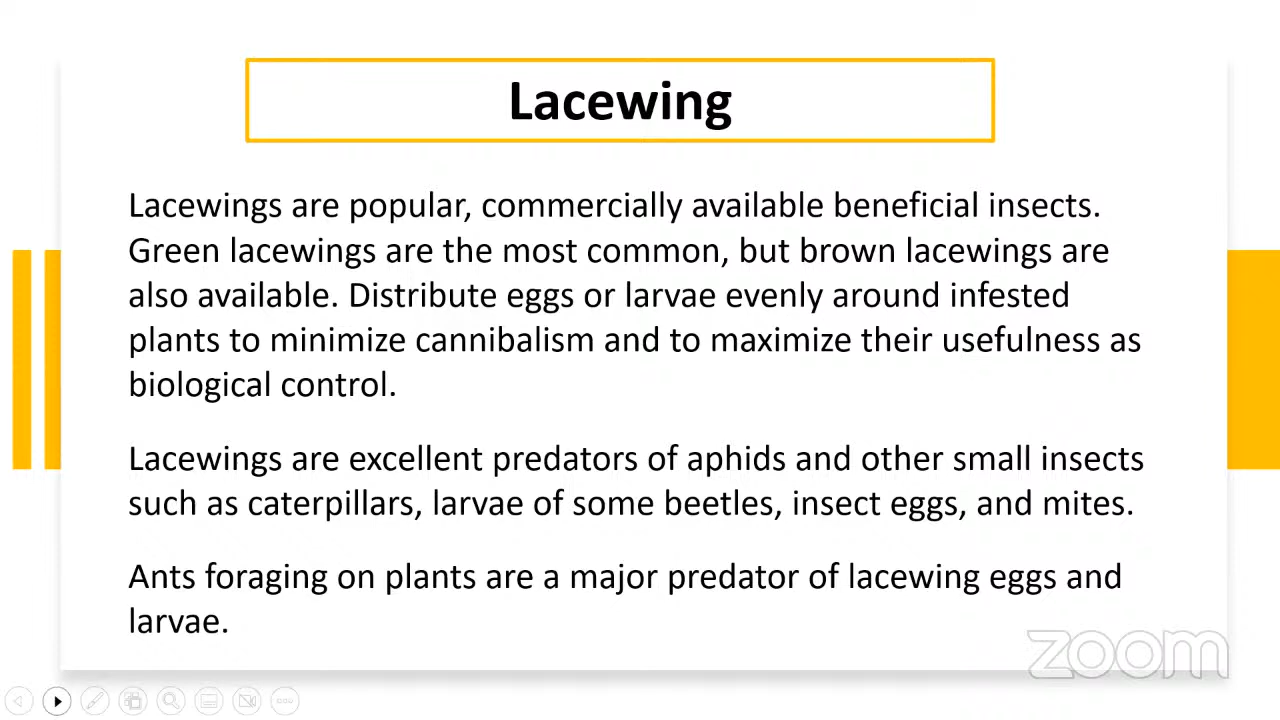 Lacewing
Lacewings are popular, commercially available beneficial insects.
Green lacewings are the most common, but brown lacewings are
also available. Distribute eggs or larvae evenly around infested
plants to minimize cannibalism and to maximize their usefulness as
biological control.
Lacewings are excellent predators of aphids and other small insects
such as caterpillars, larvae of some beetles, insect eggs, and mites.
Ants foraging on plants are a major predator of lacewing eggs and
larvae.
zoom